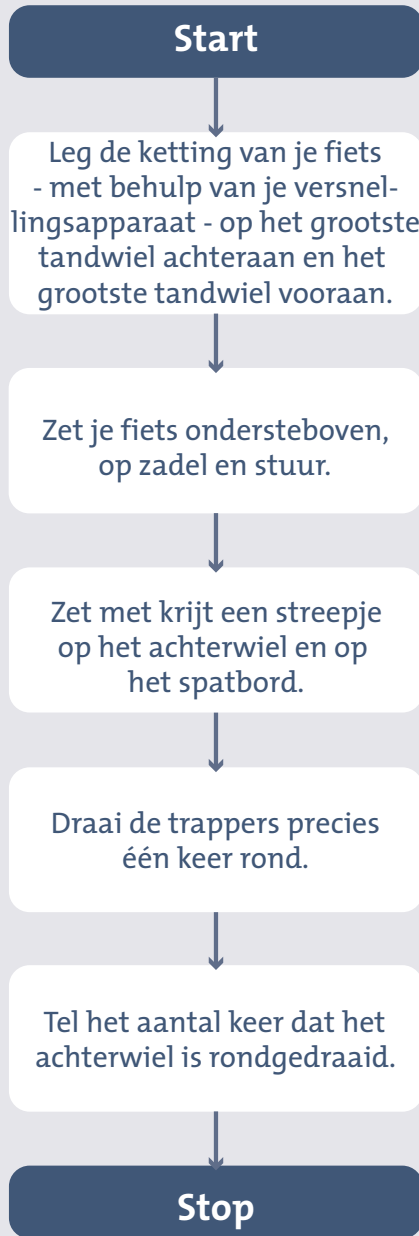 Start
Leg de ketting van je fiets
- met behulp van je versnel-
lingsapparaat - op het grootste
tandwiel achteraan en het
grootste tandwiel vooraan.
Zet je fiets ondersteboven,
op zadel en stuur.
Zet met krijt een streepje
op het achterwiel en op
het spatbord.
Draai de trappers precies
één keer rond.
Tel het aantal keer dat het
achterwiel is rondgedraaid.
Stop